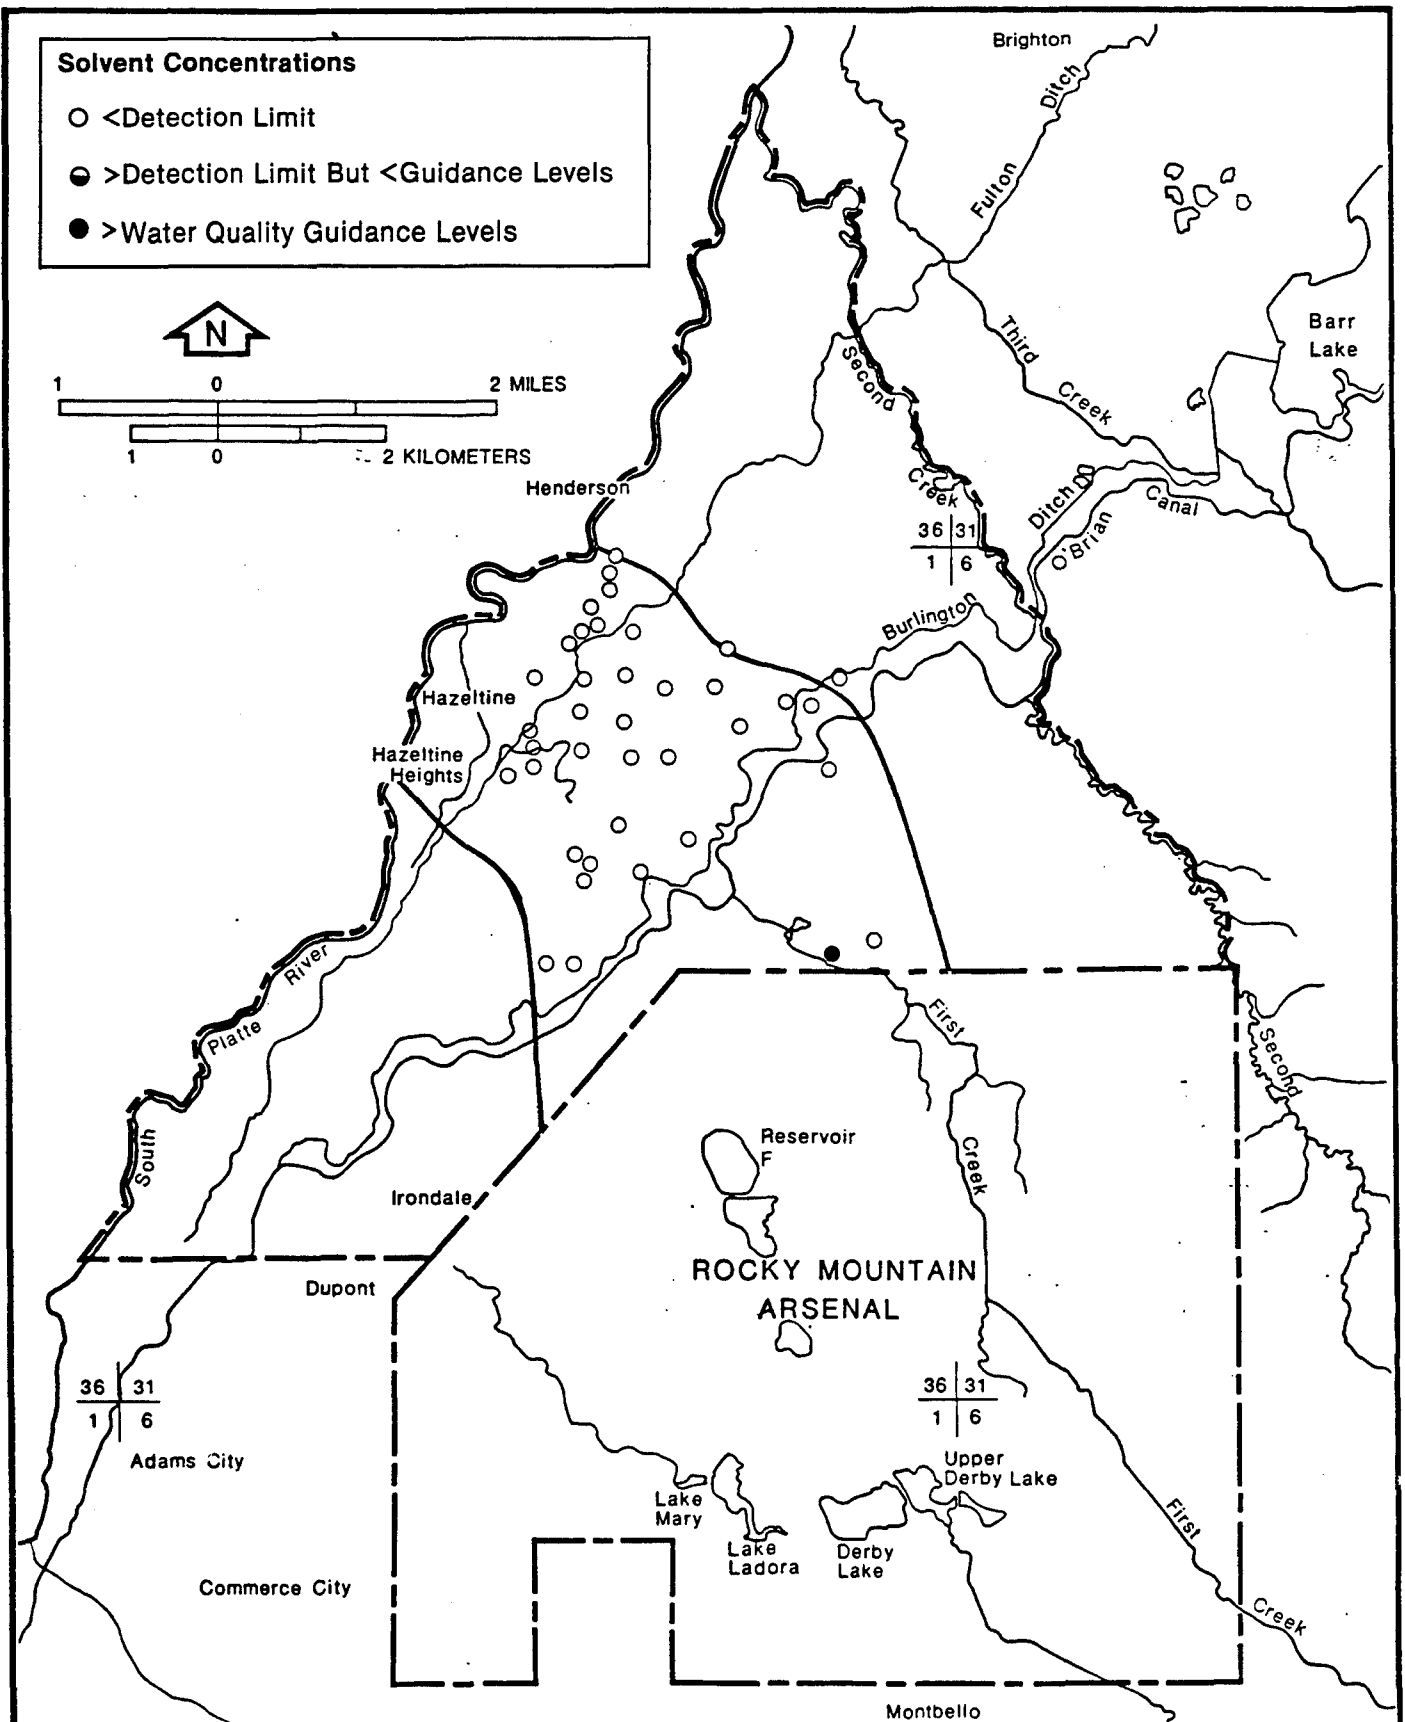 Solvent Concentrations
<Detection Limit
>Detection Limit But <Guidance Levels
>Water Quality Guidance Levels
N
1 0 2 MILES
1 0 2 KILOMETERS
Brighton
Fulton Ditch
Barr
Lake
Third Creek
Second Creek
Henderson
36 31
1 6
Ditch
O'Brian Canal
Burlington
Hazeltine
Hazeltine
Heights
South Platte River
First Creek
Second
Reservoir
F
Irondale
ROCKY MOUNTAIN
ARSENAL
Dupont
36 31
1 6
36 31
1 6
Adams City
Upper
Derby Lake
Lake
Mary
Lake
Ladora
Derby
Lake
First Creek
Commerce City
Montbello